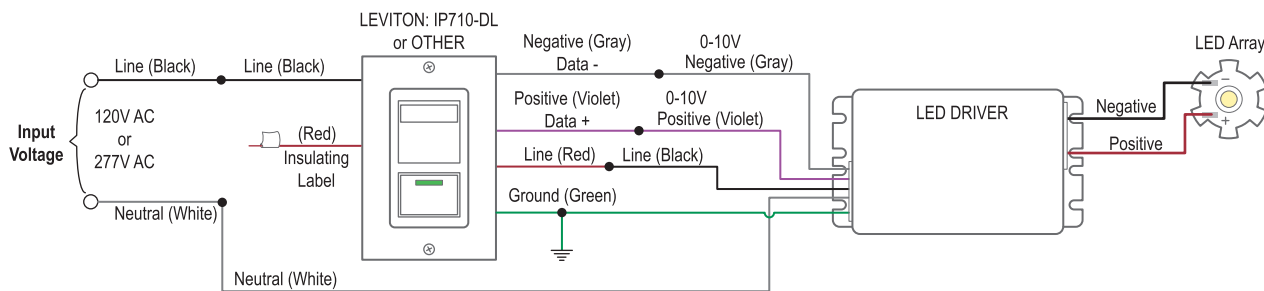 LEVITON: IP710-DL
or OTHER
Line (Black)
Line (Black)
Input
Voltage
120V AC
or
277V AC
(Red)
Insulating
Label
Neutral (White)
Neutral (White)
Negative (Gray)
Data -
0-10V
Negative (Gray)
Positive (Violet)
Data +
0-10V
Positive (Violet)
Line (Red)
Line (Black)
Ground (Green)
LED DRIVER
Negative
Positive
LED Array
-
+